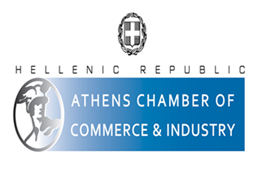 HELLENIC REPUBLIC
ATHENS CHAMBER OF
COMMERCE & INDUSTRY